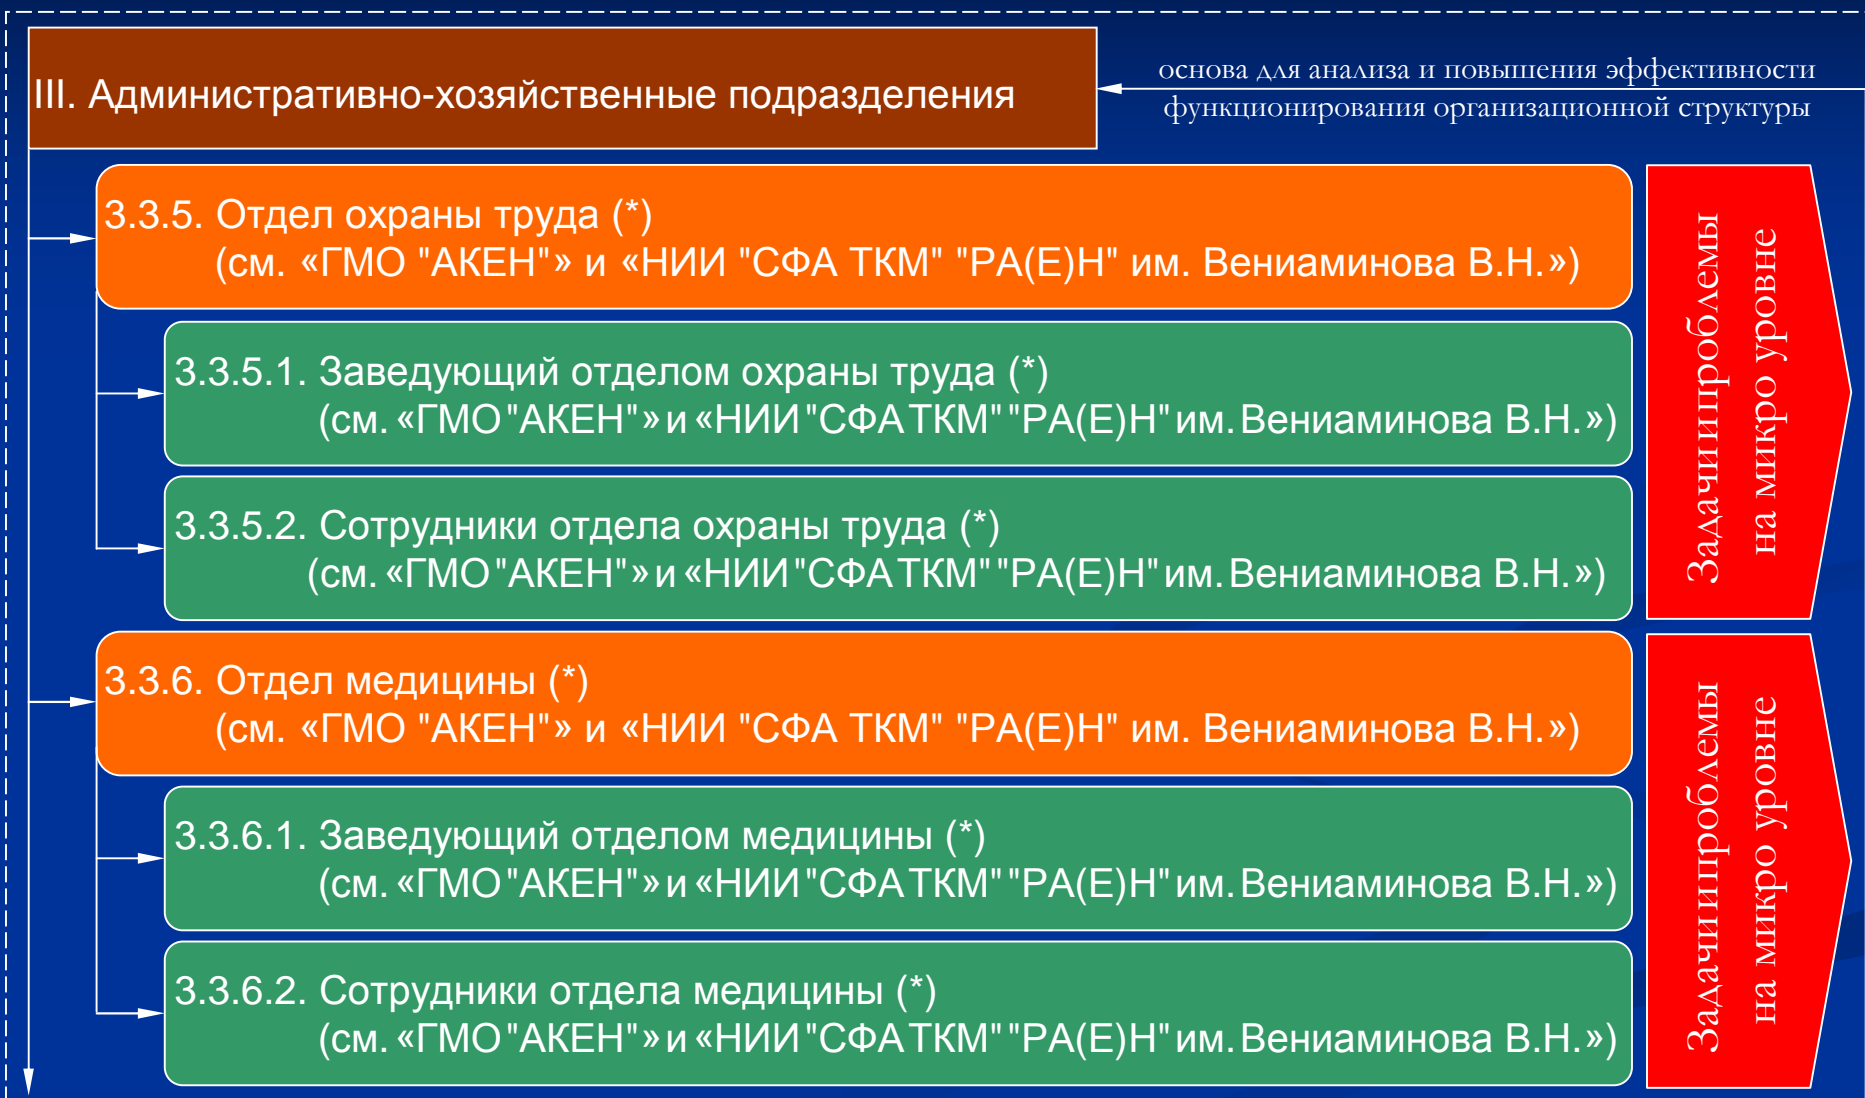 III. Административно-хозяйственные подразделения
основа для анализа и повышения эффективности
функционирования организационной структуры
3.3.5. Отдел охраны труда (*)
(см. «ГМО "АКЕН"» и «НИИ "СФА ТКМ" "РА(Е)Н" им. Вениаминова В.Н.»)
3.3.5.1. Заведующий отделом охраны труда (*)
(см. «ГМО "АКЕН"» и «НИИ "СФА ТКМ" "РА(Е)Н" им. Вениаминова В.Н.»)
3.3.5.2. Сотрудники отдела охраны труда (*)
(см. «ГМО "АКЕН"» и «НИИ "СФА ТКМ" "РА(Е)Н" им. Вениаминова В.Н.»)
Задачи и проблемы
на микро уровне
3.3.6. Отдел медицины (*)
(см. «ГМО "АКЕН"» и «НИИ "СФА ТКМ" "РА(Е)Н" им. Вениаминова В.Н.»)
3.3.6.1. Заведующий отделом медицины (*)
(см. «ГМО "АКЕН"» и «НИИ "СФА ТКМ" "РА(Е)Н" им. Вениаминова В.Н.»)
3.3.6.2. Сотрудники отдела медицины (*)
(см. «ГМО "АКЕН"» и «НИИ "СФА ТКМ" "РА(Е)Н" им. Вениаминова В.Н.»)
Задачи и проблемы
на микро уровне